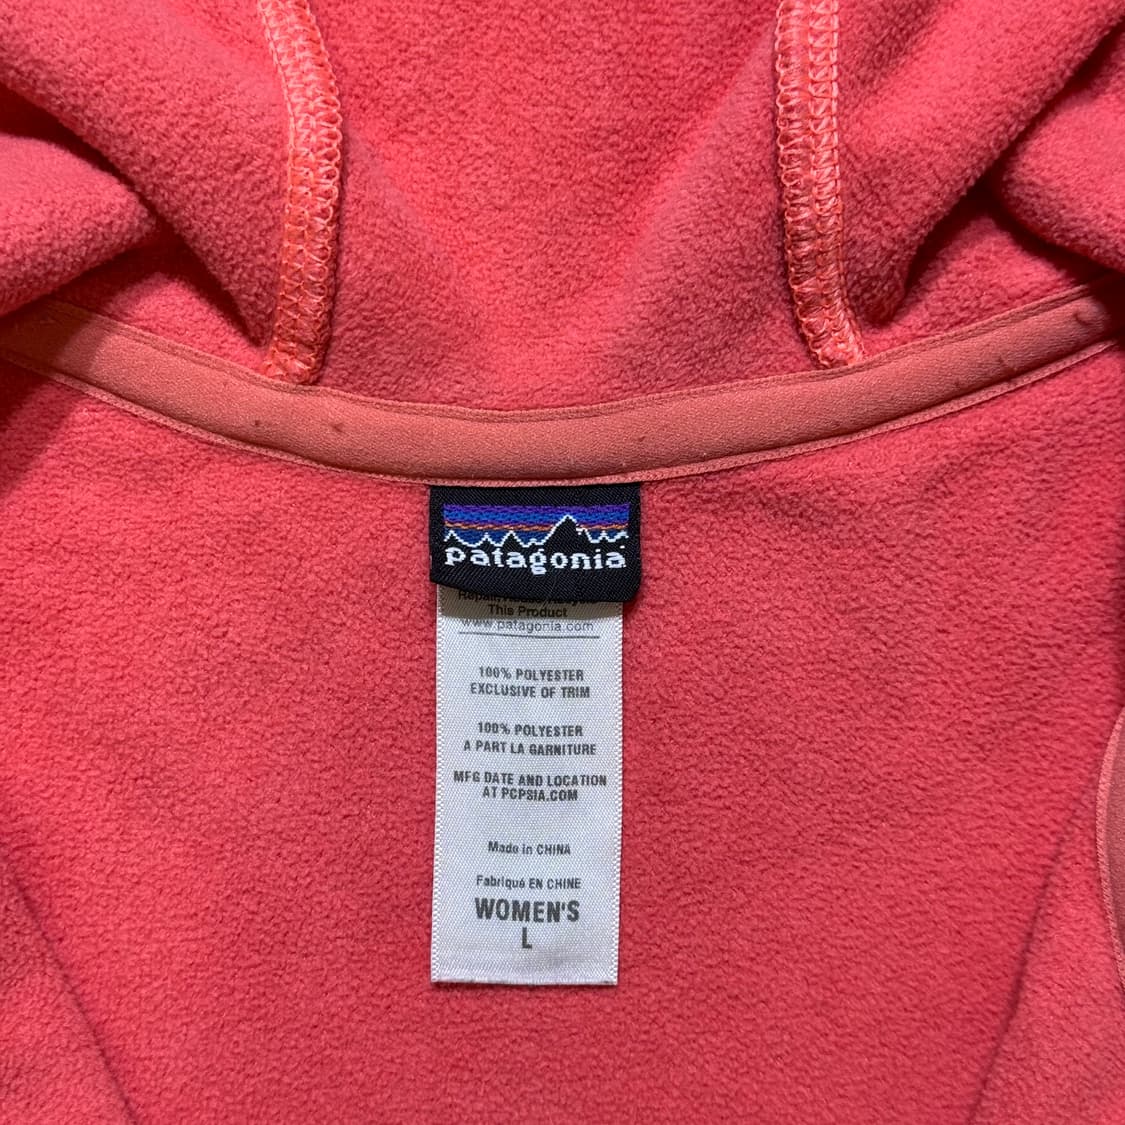 patagonia
This Product
www.patagonia.com
100% POLYESTER
EXCLUSIVE OF TRIM
100% POLYESTER
A PART LA GARNITURE
MFG DATE AND LOCATION
AT PCPSIA.COM
Made in CHINA
Fabriqué EN CHINE
WOMEN'S
L